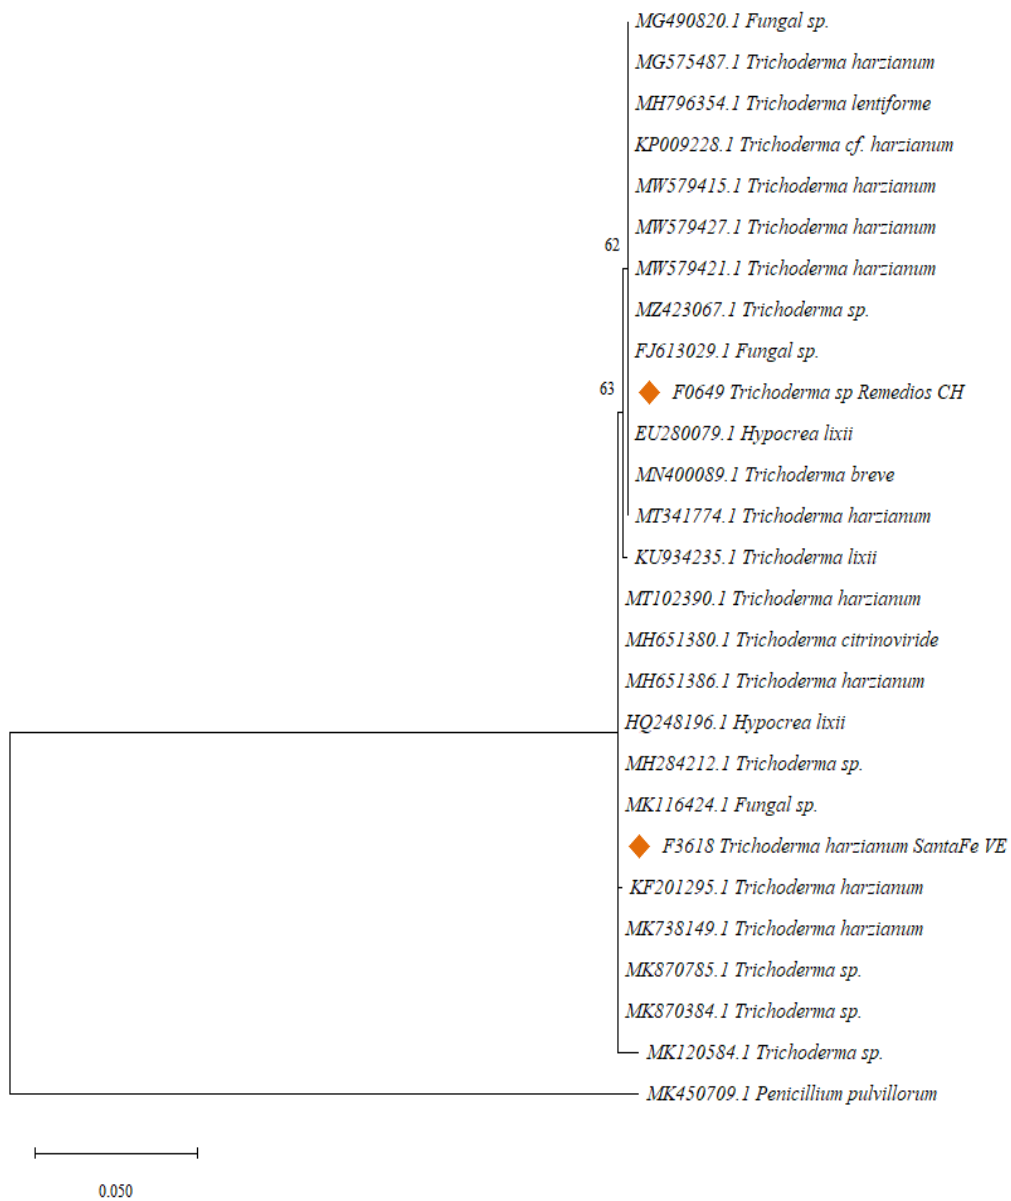 MG490820.1 Fungal sp.
MG575487.1 Trichoderma harzianum
MH796354.1 Trichoderma lentiforme
KP009228.1 Trichoderma cf. harzianum
MW579415.1 Trichoderma harzianum
MW579427.1 Trichoderma harzianum
62
MW579421.1 Trichoderma harzianum
MZ423067.1 Trichoderma sp.
FJ613029.1 Fungal sp.
63
F0649 Trichoderma sp Remedios CH
EU280079.1 Hypocrea lixii
MN400089.1 Trichoderma breve
MT341774.1 Trichoderma harzianum
KU934235.1 Trichoderma lixii
MT102390.1 Trichoderma harzianum
MH651380.1 Trichoderma citrinoviride
MH651386.1 Trichoderma harzianum
HQ248196.1 Hypocrea lixii
MH284212.1 Trichoderma sp.
MK116424.1 Fungal sp.
F3618 Trichoderma harzianum SantaFe VE
KF201295.1 Trichoderma harzianum
MK738149.1 Trichoderma harzianum
MK870785.1 Trichoderma sp.
MK870384.1 Trichoderma sp.
MK120584.1 Trichoderma sp.
MK450709.1 Penicillium pulvillorum
0.050